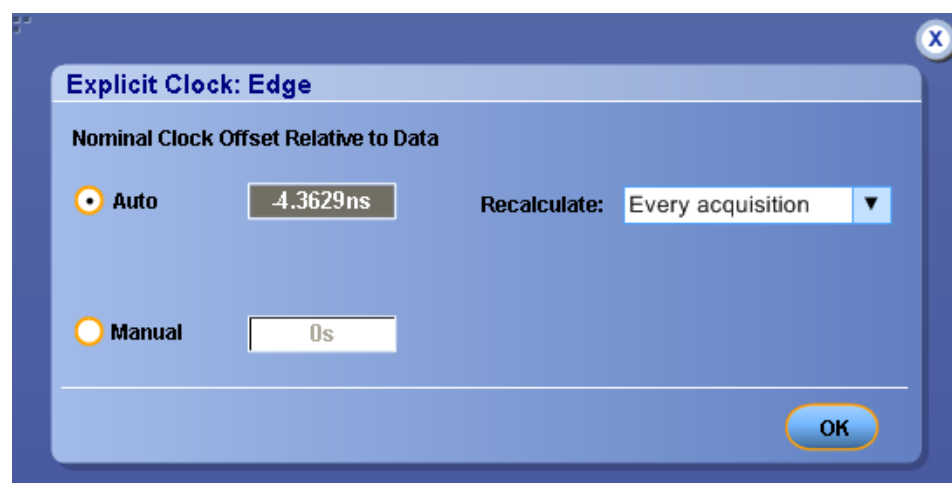 X
Explicit Clock: Edge
Nominal Clock Offset Relative to Data
Auto -4.3629ns Recalculate: Every acquisition
Manual 0s
OK